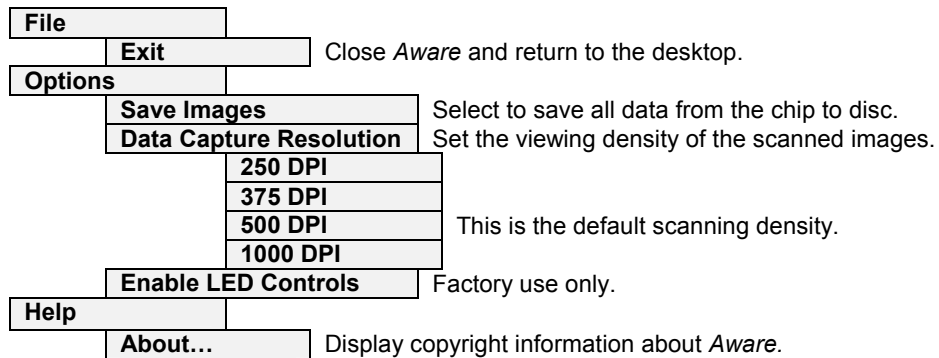 File
Exit Close Aware and return to the desktop.
Options
Save Images Select to save all data from the chip to disc.
Data Capture Resolution Set the viewing density of the scanned images.
250 DPI
375 DPI
500 DPI This is the default scanning density.
1000 DPI
Enable LED Controls Factory use only.
Help
About… Display copyright information about Aware.